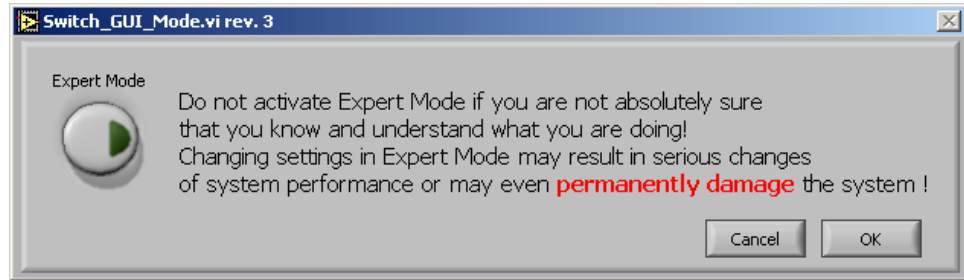 Switch_GUI_Mode.vi rev. 3
Expert Mode
Do not activate Expert Mode if you are not absolutely sure
that you know and understand what you are doing!
Changing settings in Expert Mode may result in serious changes
of system performance or may even permanently damage the system !
Cancel OK